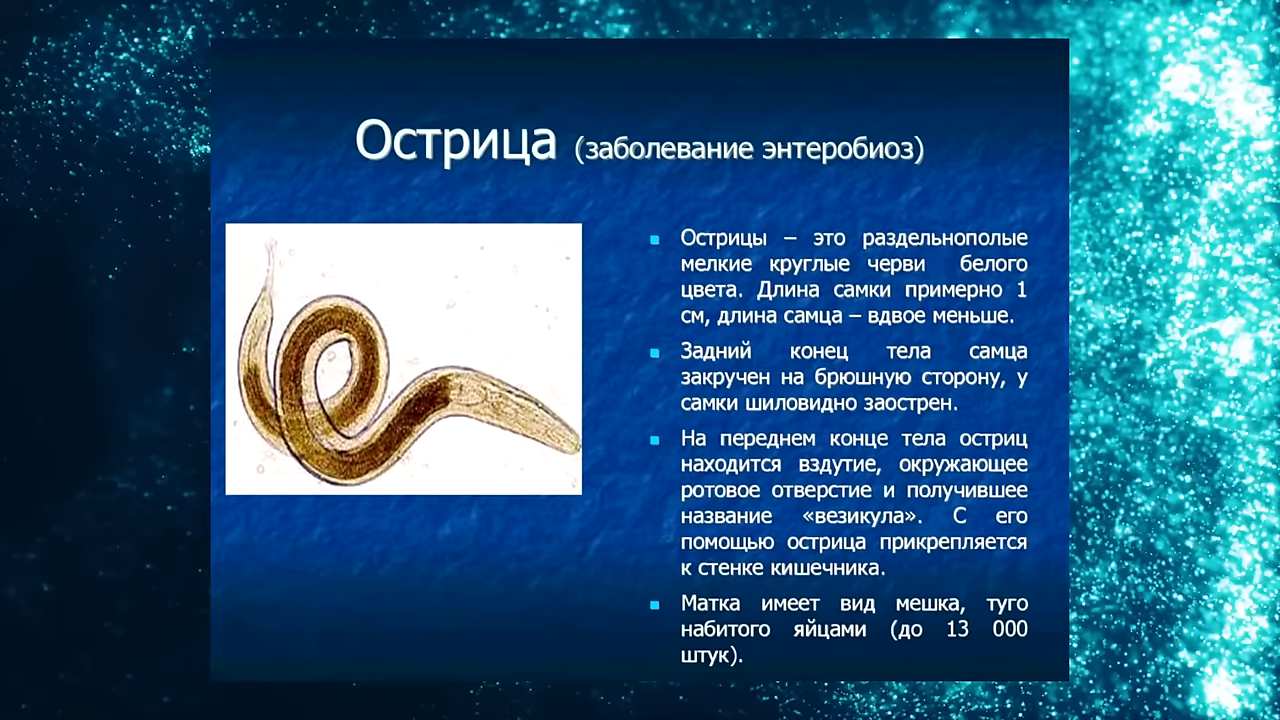 Острица (заболевание энтеробиоз)
Острицы – это раздельнополые
мелкие круглые черви белого
цвета. Длина самки примерно 1
см, длина самца – вдвое меньше.
Задний конец тела самца
закручен на брюшную сторону, у
самки шиловидно заострен.
На переднем конце тела остриц
находится вздутие, окружающее
ротовое отверстие и получившее
название «везикула». С его
помощью острица прикрепляется
к стенке кишечника.
Матка имеет вид мешка, туго
набитого яйцами (до 13 000
штук).